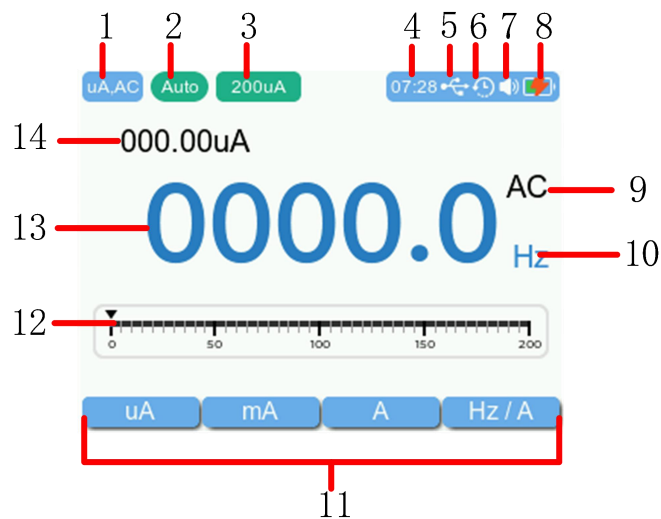 1 2 3 4 5 6 7 8
uA,AC Auto 200uA 07:28
14 000.00uA
AC 9
13 0000.0
Hz 10
12
0 50 100 150 200
uA mA A Hz / A
11